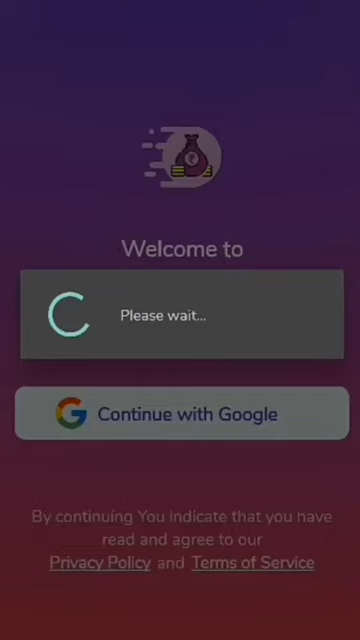 Welcome to
Please wait...
Continue with Google
By continuing You indicate that you have
read and agree to our
Privacy Policy and Terms of Service